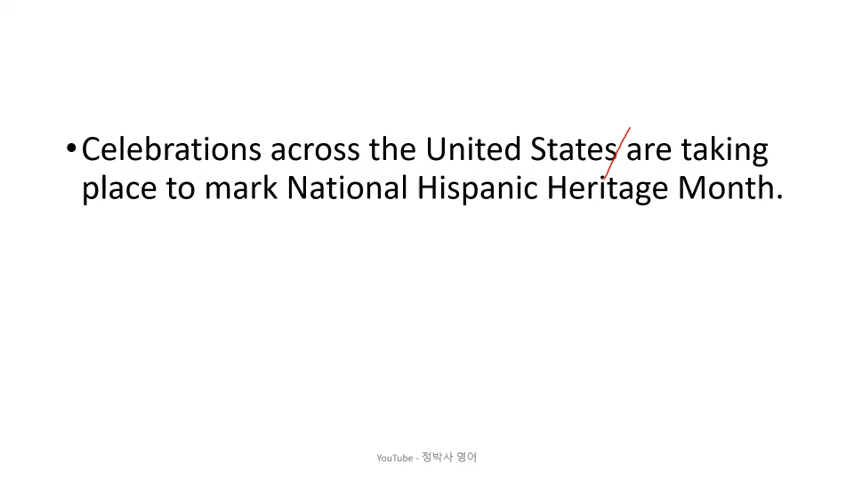 •Celebrations across the United States are taking
place to mark National Hispanic Heritage Month.
YouTube - 정박사 영어